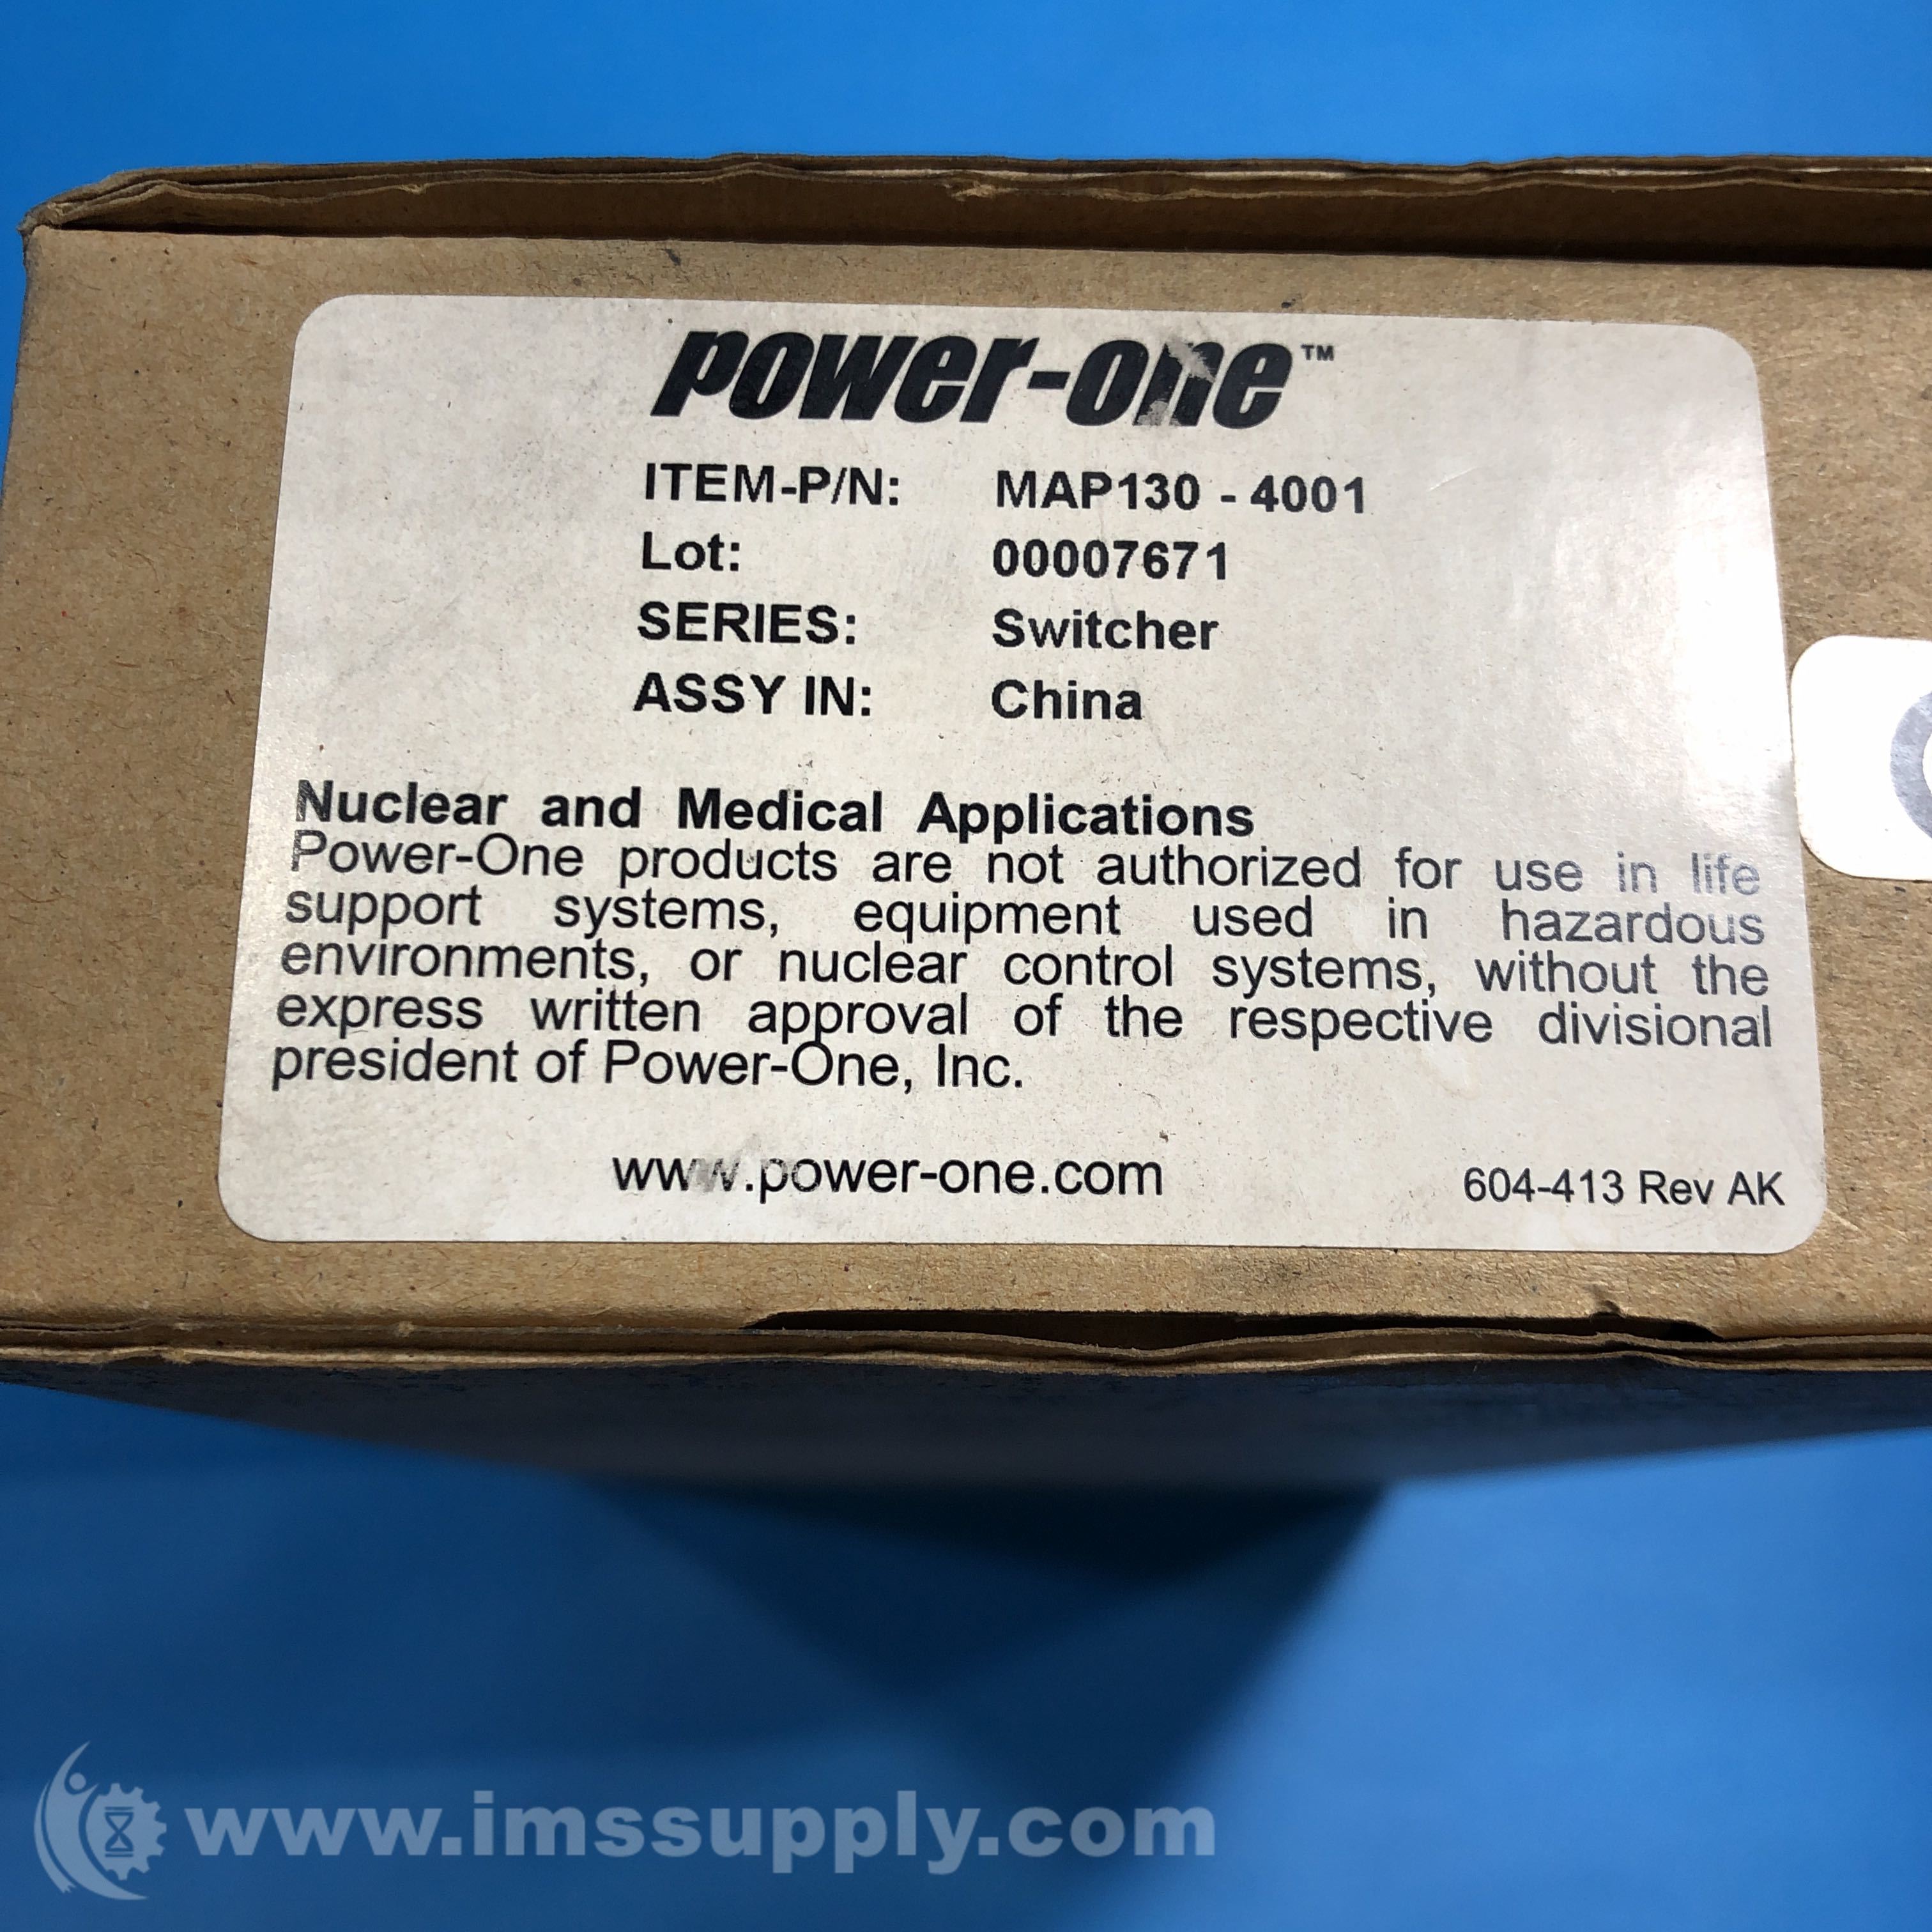 power-one™
ITEM-P/N: MAP130 - 4001
Lot: 00007671
SERIES: Switcher
ASSY IN: China
Nuclear and Medical Applications
Power-One products are not authorized for use in life
support systems, equipment used in hazardous
environments, or nuclear control systems, without the
express written approval of the respective divisional
president of Power-One, Inc.
www.power-one.com
604-413 Rev AK
www.imssupply.com